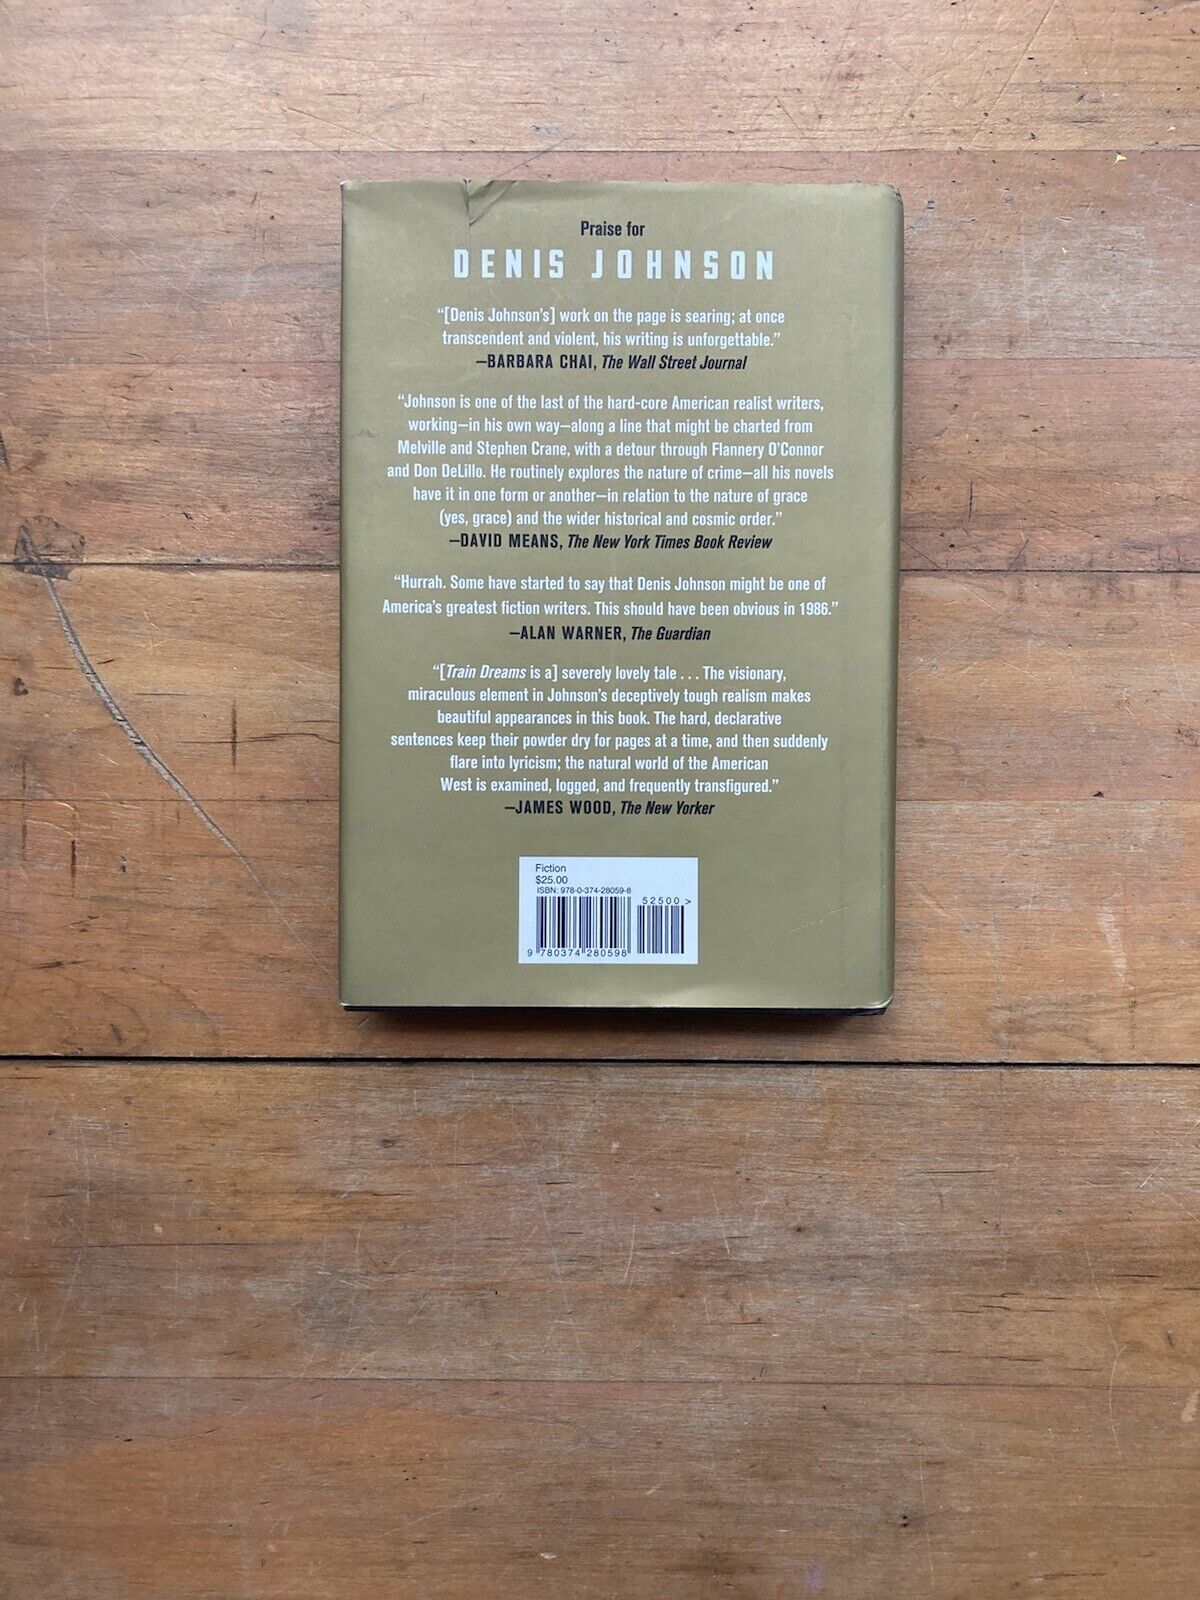 Praise for
DENIS JOHNSON
“[Denis Johnson’s] work on the page is searing; at once
transcendent and violent, his writing is unforgettable.”
—BARBARA CHAI, The Wall Street Journal
“Johnson is one of the last of the hard-core American realist writers,
working—in his own way—along a line that might be charted from
Melville and Stephen Crane, with a detour through Flannery O’Connor
and Don DeLillo. He routinely explores the nature of crime—all his novels
have it in one form or another—in relation to the nature of grace
(yes, grace) and the wider historical and cosmic order.”
—DAVID MEANS, The New York Times Book Review
“Hurrah. Some have started to say that Denis Johnson might be one of
America’s greatest fiction writers. This should have been obvious in 1986.”
—ALAN WARNER, The Guardian
“[Train Dreams is a] severely lovely tale . . . The visionary,
miraculous element in Johnson’s deceptively tough realism makes
beautiful appearances in this book. The hard, declarative
sentences keep their powder dry for pages at a time, and then suddenly
flare into lyricism; the natural world of the American
West is examined, logged, and frequently transfigured.”
—JAMES WOOD, The New Yorker
Fiction
$25.00
ISBN: 978-0-374-28059-8
52500 >
9 780374 280598